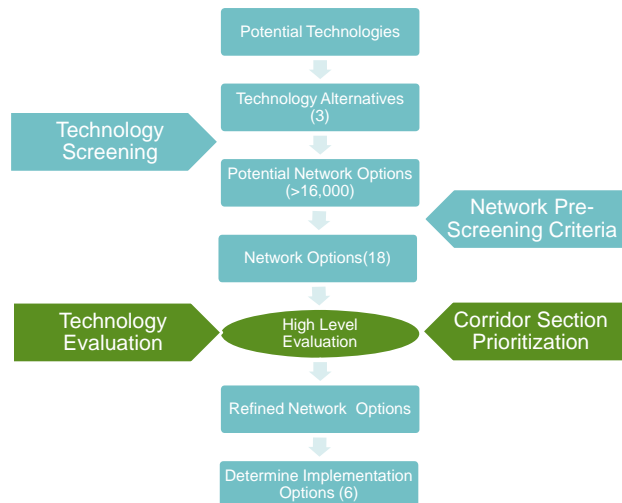 Potential Technologies
Technology Alternatives
(3)
Technology
Screening
Potential Network Options
(>16,000)
Network Pre-
Screening Criteria
Network Options(18)
Technology
Evaluation
High Level
Evaluation
Corridor Section
Prioritization
Refined Network Options
Determine Implementation
Options (6)